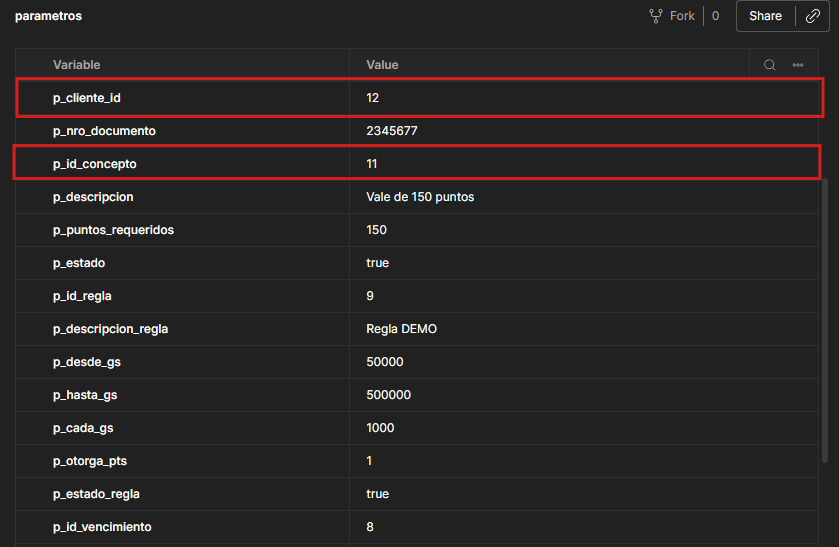 parametros Fork 0 Share
Variable Value
p_cliente_id 12
p_nro_documento 2345677
p_id_concepto 11
p_descripcion Vale de 150 puntos
p_puntos_requeridos 150
p_estado true
p_id_regla 9
p_descripcion_regla Regla DEMO
p_desde_gs 50000
p_hasta_gs 500000
p_cada_gs 1000
p_otorga_pts 1
p_estado_regla true
p_id_vencimiento 8